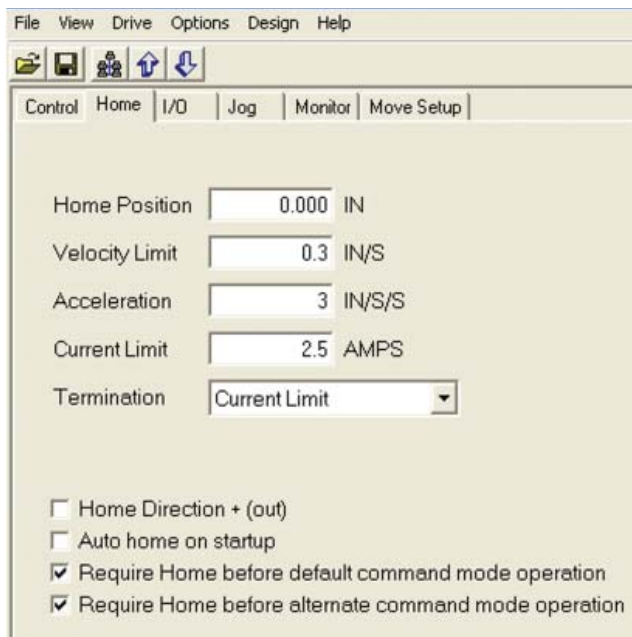 File View Drive Options Design Help
Control Home I/O Jog Monitor Move Setup
Home Position 0.000 IN
Velocity Limit 0.3 IN/S
Acceleration 3 IN/S/S
Current Limit 2.5 AMPS
Termination Current Limit
Home Direction + (out)
Auto home on startup
Require Home before default command mode operation
Require Home before alternate command mode operation